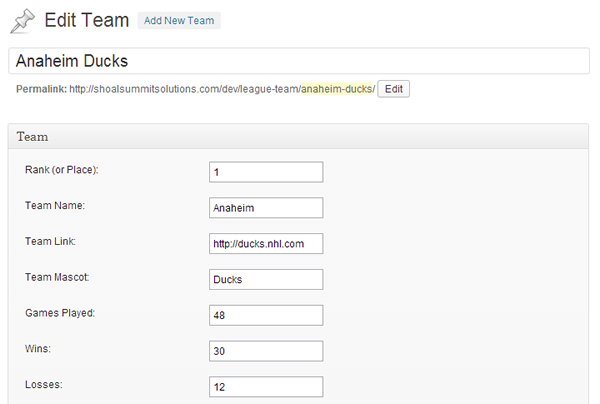 Edit Team Add New Team
Anaheim Ducks
Permalink: http://shoalsummitsolutions.com/dev/league-team/anaheim-ducks/ Edit
Team
Rank (or Place): 1
Team Name: Anaheim
Team Link: http://ducks.nhl.com
Team Mascot: Ducks
Games Played: 48
Wins: 30
Losses: 12